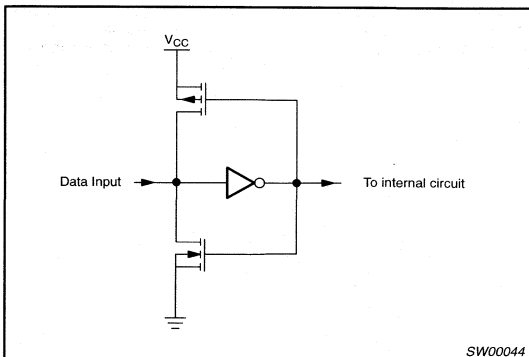 VCC
Data Input
To internal circuit
SW00044